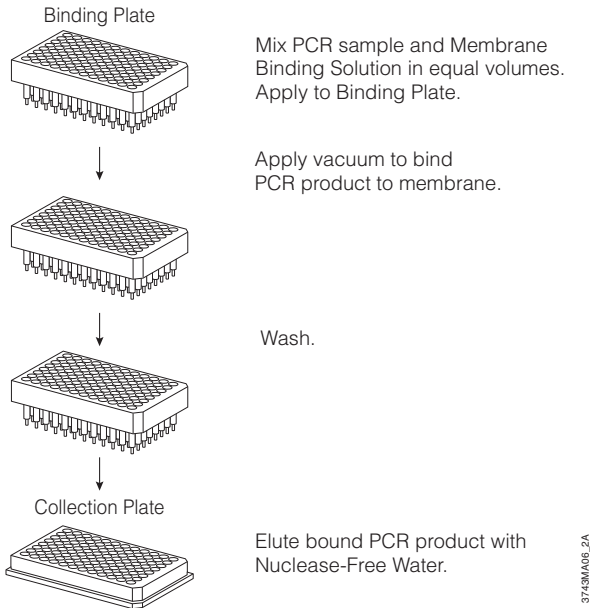 Binding Plate
Mix PCR sample and Membrane
Binding Solution in equal volumes.
Apply to Binding Plate.
Apply vacuum to bind
PCR product to membrane.
Wash.
Collection Plate
Elute bound PCR product with
Nuclease-Free Water.
3743MA06_2A